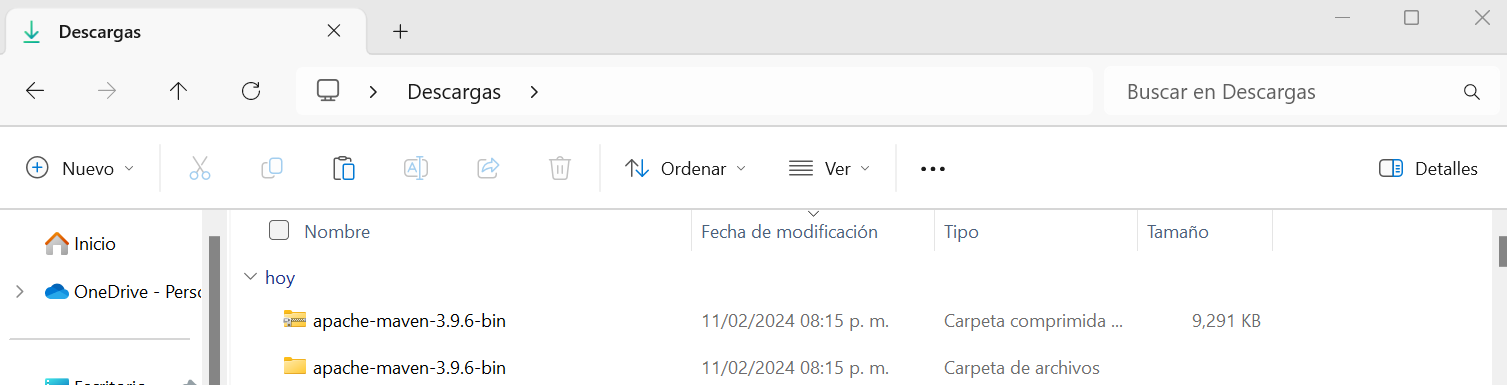 Descargas
Descargas
Buscar en Descargas
Nuevo
Ordenar
Ver
Detalles
Inicio
OneDrive - Perso
Nombre
Fecha de modificación
Tipo
Tamaño
hoy
apache-maven-3.9.6-bin
11/02/2024 08:15 p. m.
Carpeta comprimida ...
9,291 KB
apache-maven-3.9.6-bin
11/02/2024 08:15 p. m.
Carpeta de archivos
Escritorio